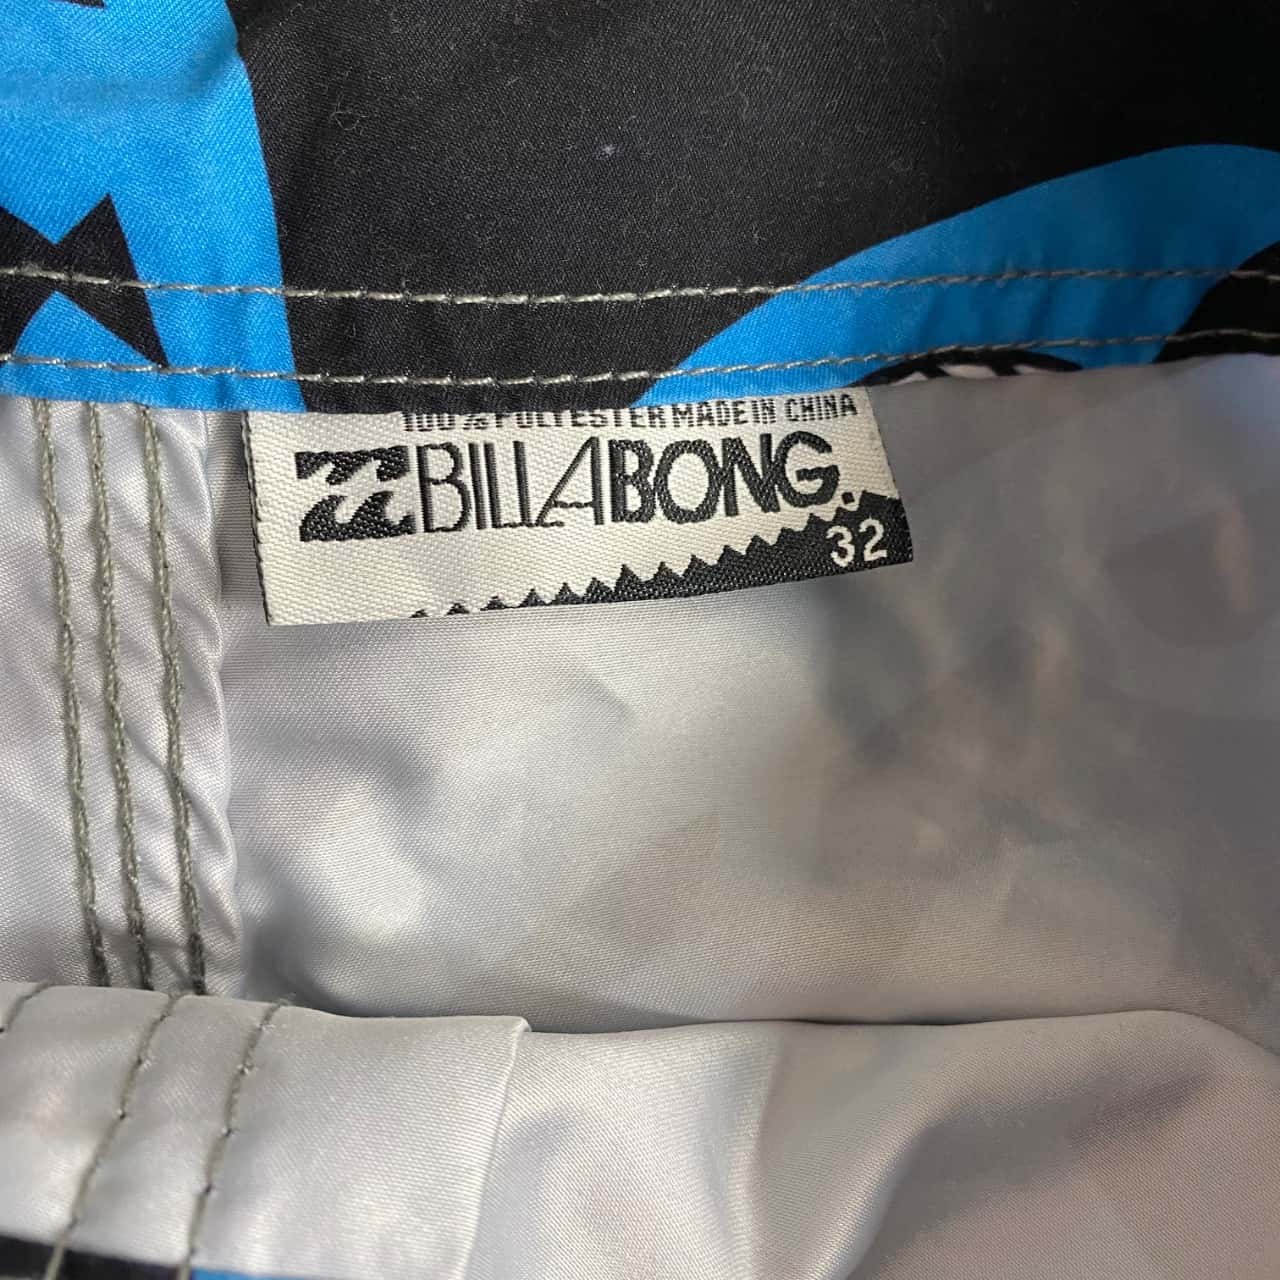 100% POLYESTER MADE IN CHINA
BILLABONG.
32